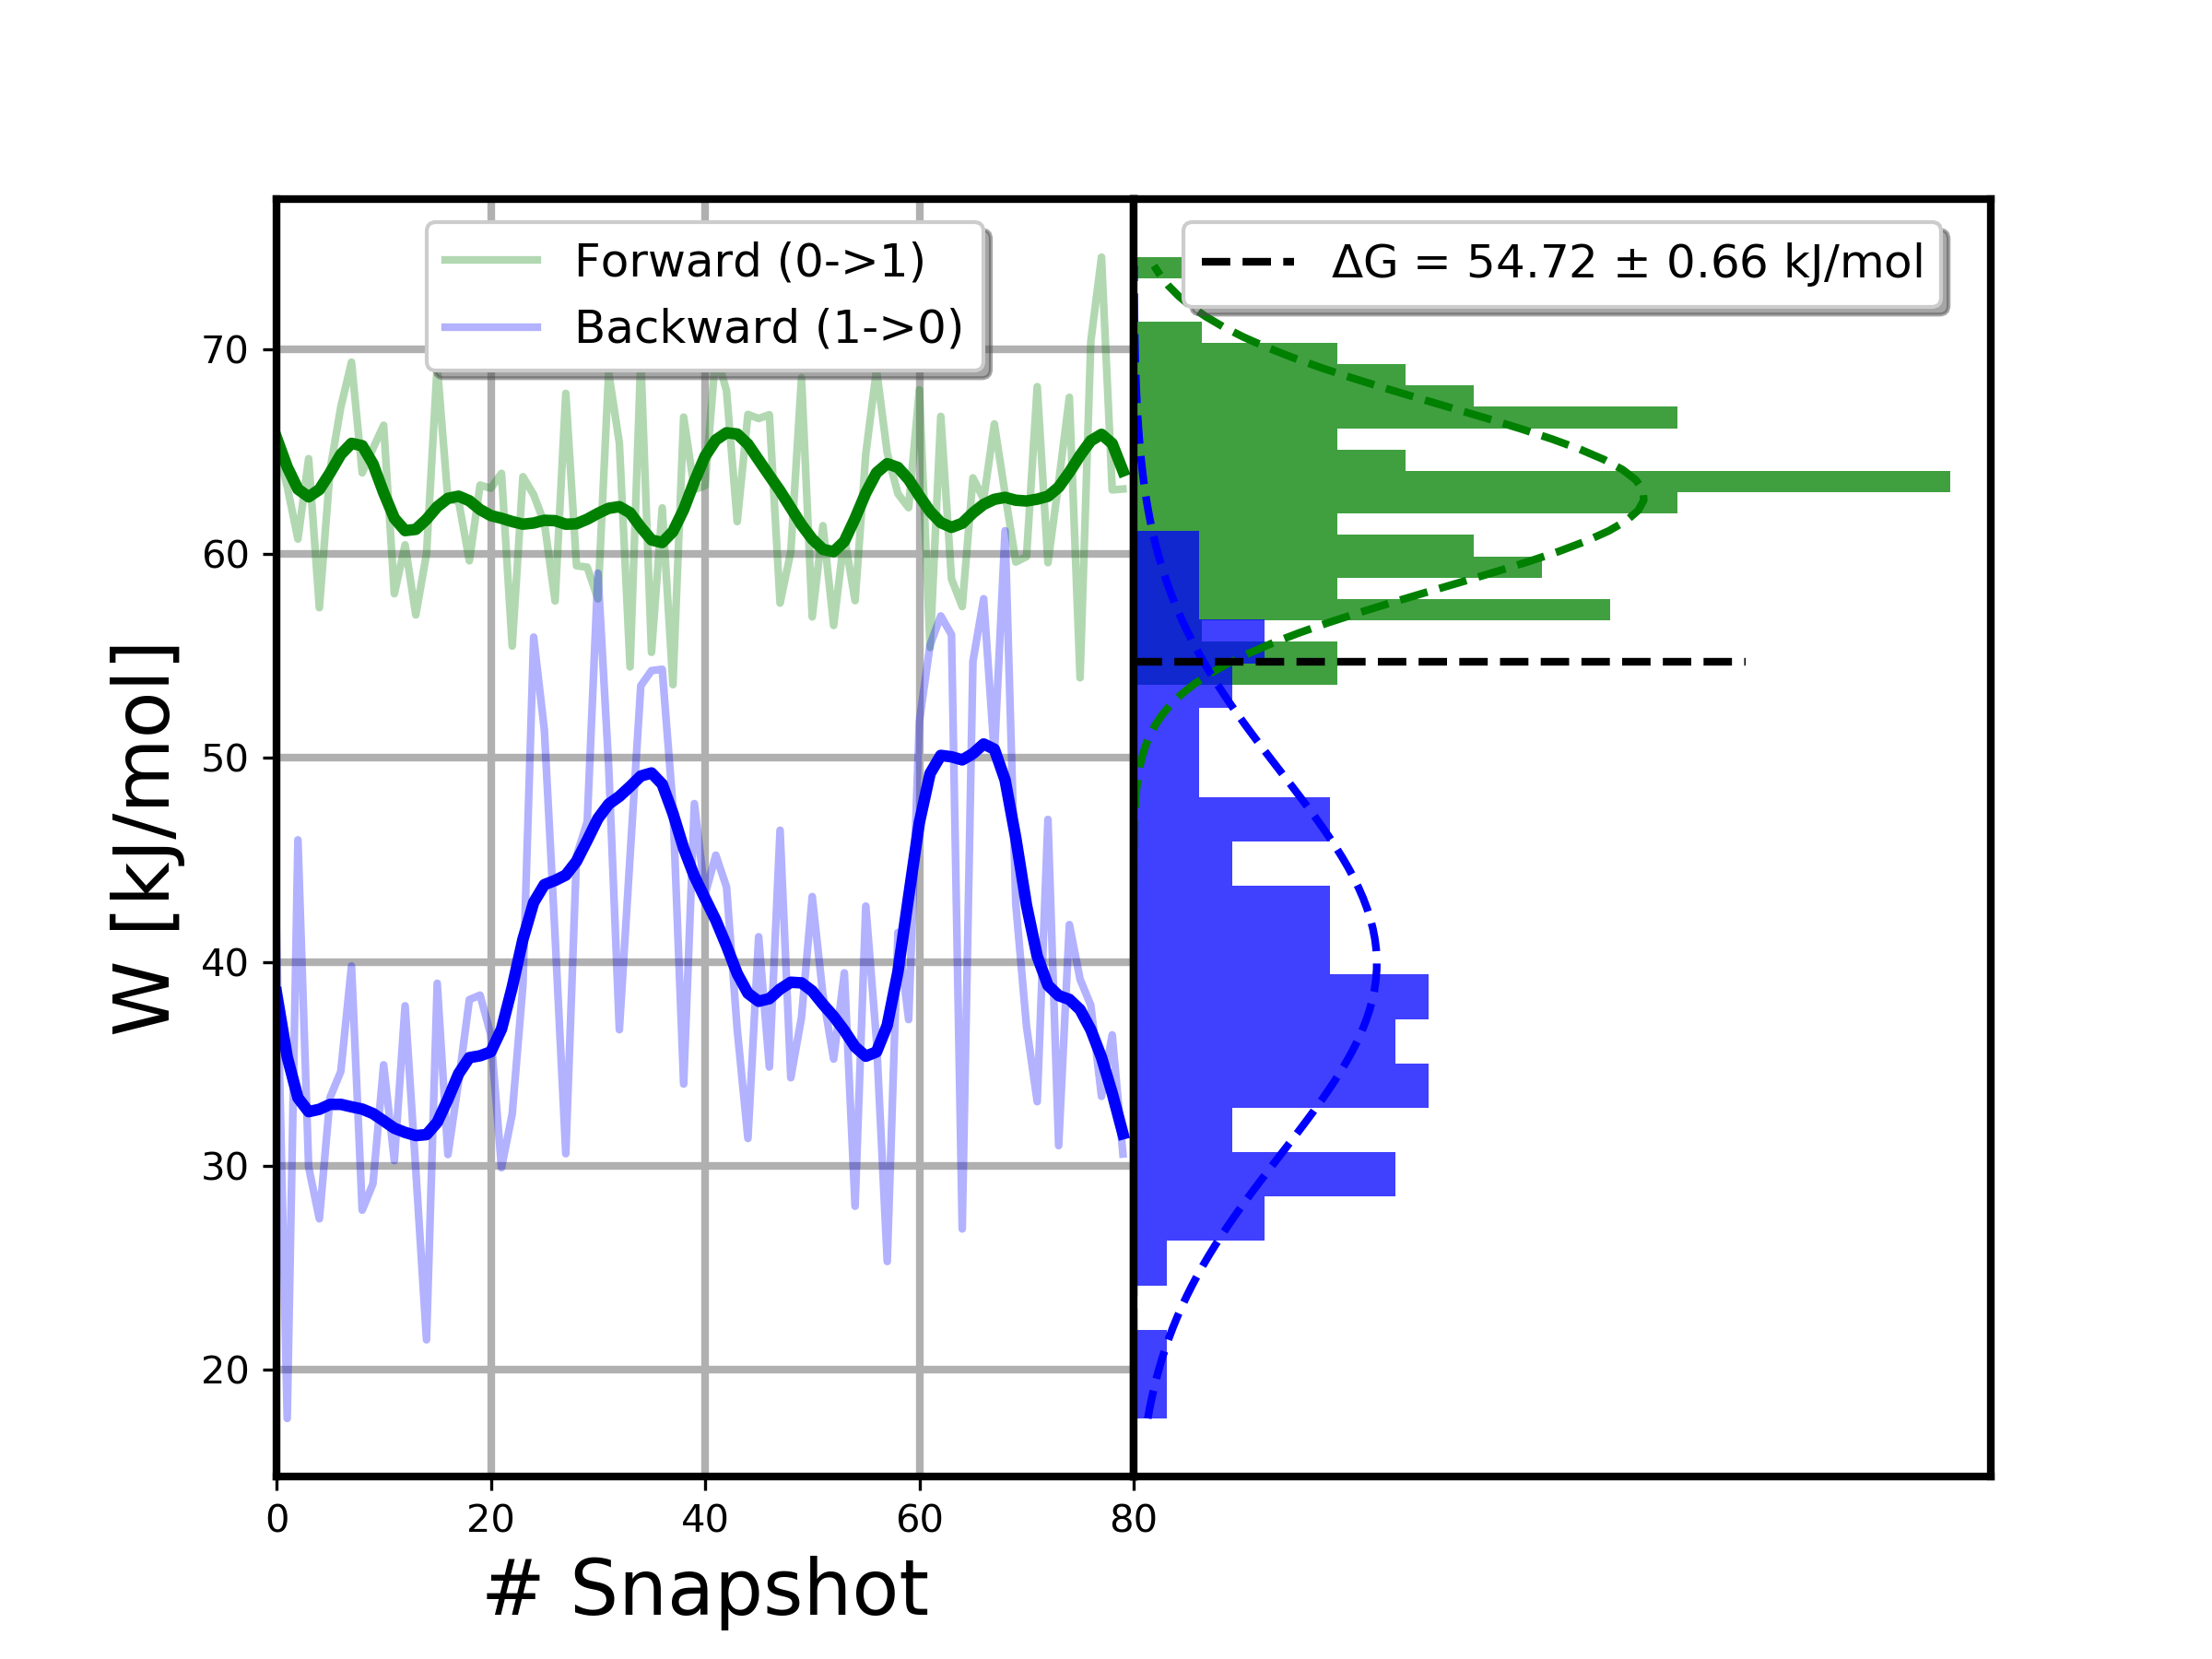 Forward (0->1)
Backward (1->0)
ΔG = 54.72 ± 0.66 kJ/mol
W [kJ/mol]
70
60
50
40
30
20
0 20 40 60 80
# Snapshot